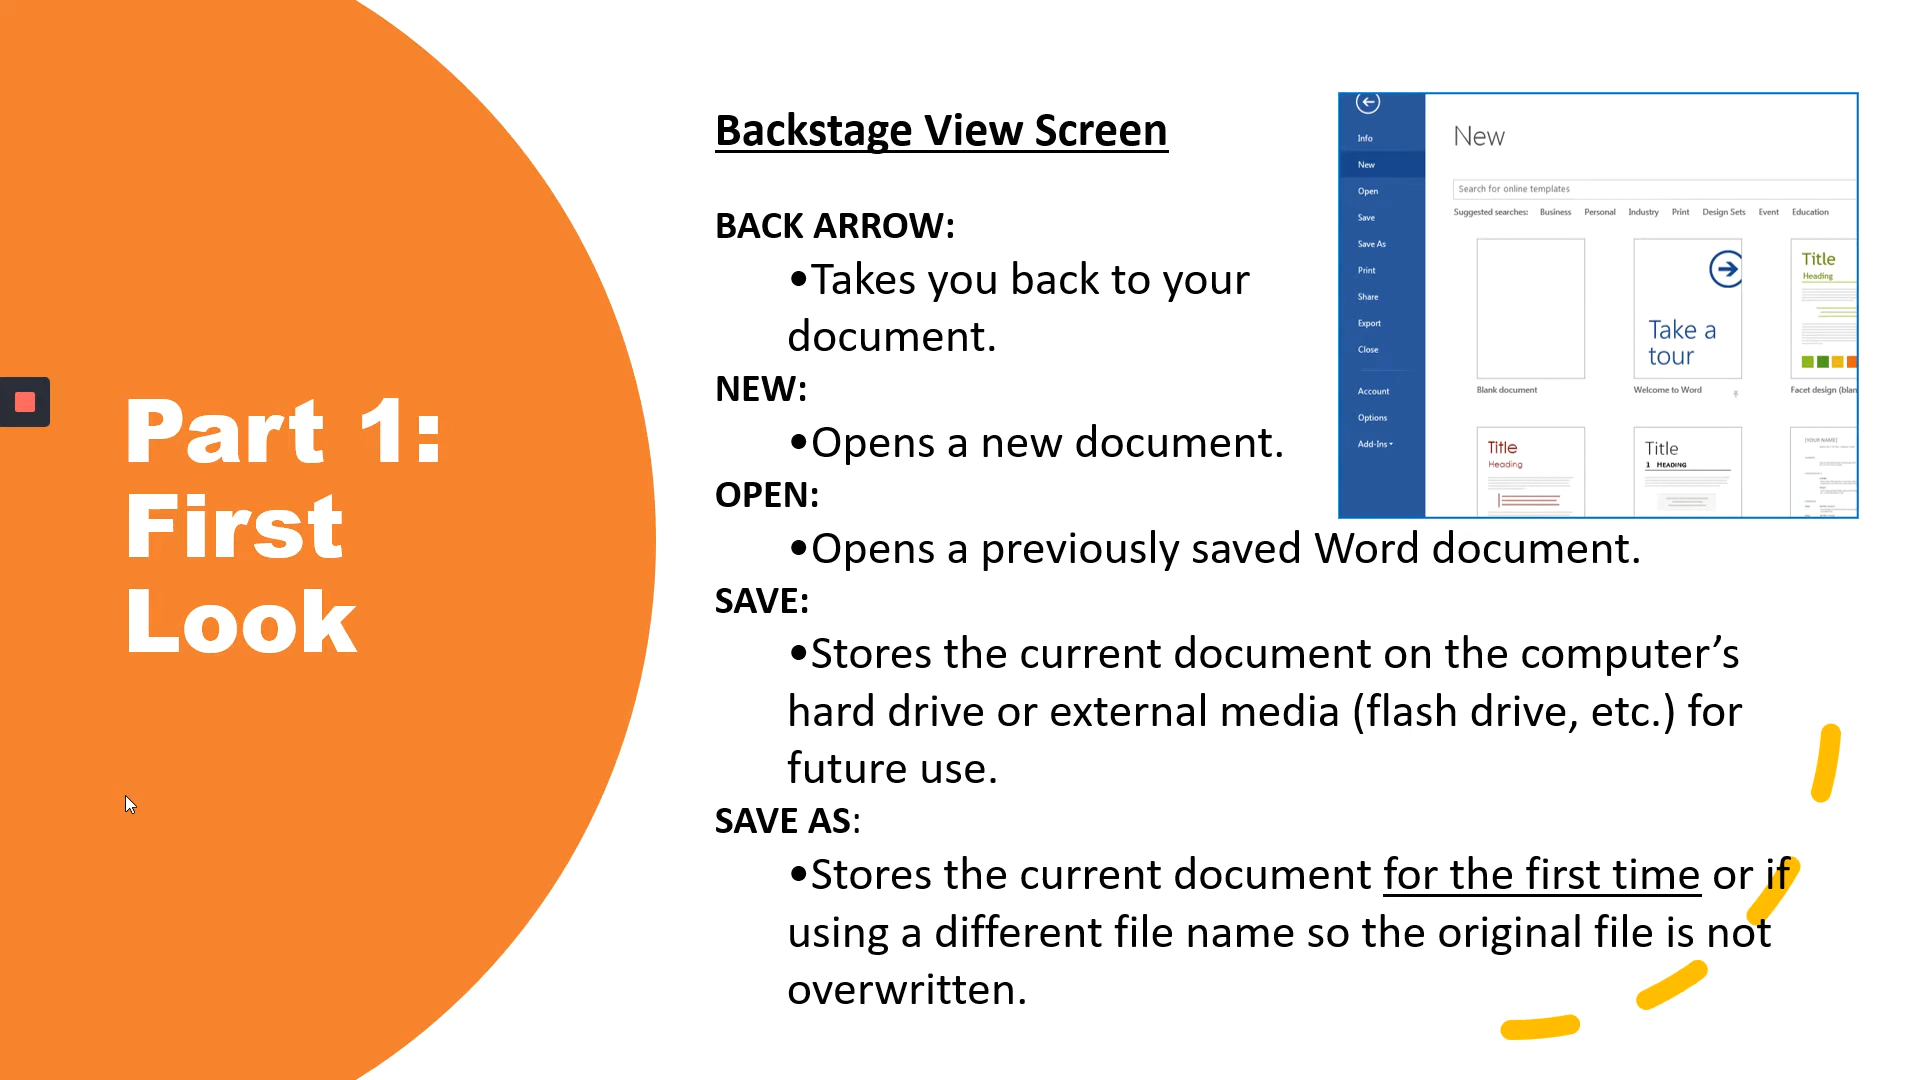 Part 1:
First
Look
Backstage View Screen
BACK ARROW:
•Takes you back to your
document.
NEW:
•Opens a new document.
OPEN:
•Opens a previously saved Word document.
SAVE:
•Stores the current document on the computer’s
hard drive or external media (flash drive, etc.) for
future use.
SAVE AS:
•Stores the current document for the first time or if
using a different file name so the original file is not
overwritten.
Info
New
Open
Save
Save As
Print
Share
Export
Close
Account
Options
Add-Ins
New
Search for online templates
Suggested searches: Business Personal Industry Print Design Sets Event Education
Take a
tour
Title
Heading
Blank document
Welcome to Word
Facet design (blan
Title
Heading
Title
1 HEADING
[YOUR NAME]